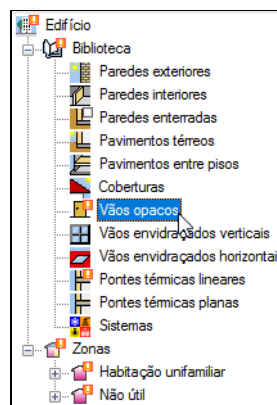 Edifício
Biblioteca
Paredes exteriores
Paredes interiores
Paredes enterradas
Pavimentos térreos
Pavimentos entre pisos
Coberturas
Vãos opacos
Vãos envidraçados verticais
Vãos envidraçados horizontai
Pontes térmicas lineares
Pontes térmicas planas
Sistemas
Zonas
Habitação unifamiliar
Não útil